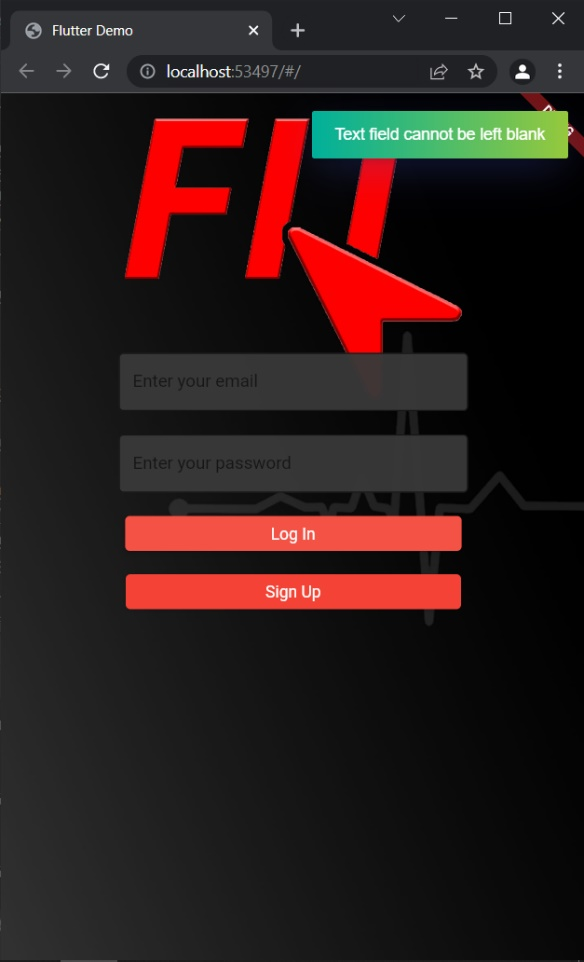 Flutter Demo
localhost:53497/#/
Text field cannot be left blank
FIT
Enter your email
Enter your password
Log In
Sign Up